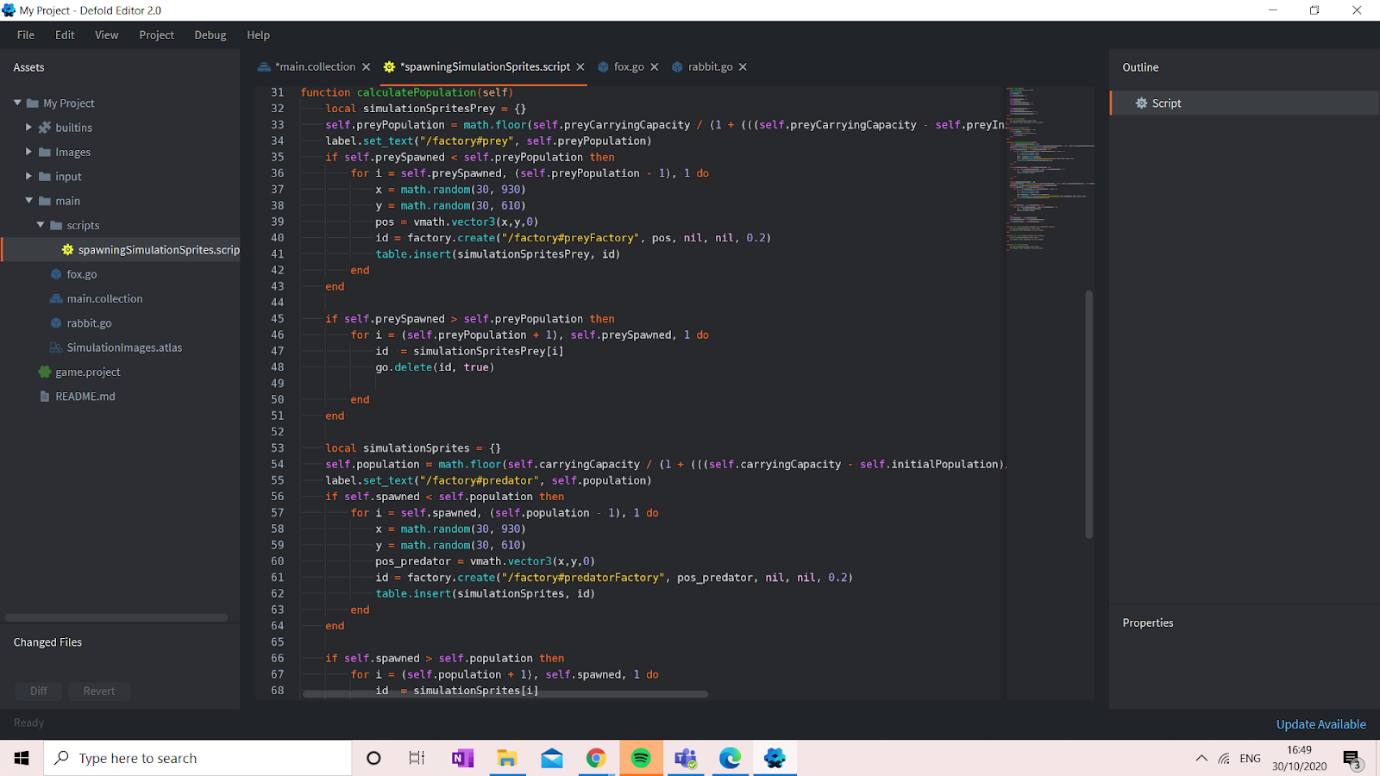 My Project - Defold Editor 2.0
File Edit View Project Debug Help
Assets
My Project
builtins
Images
input
main
scripts
spawningSimulationSprites.scrip
fox.go
main.collection
rabbit.go
SimulationImages.atlas
game.project
README.md
Changed Files
Diff Revert
Ready
*main.collection *spawningSimulationSprites.script fox.go rabbit.go
31 function calculatePopulation(self)
32 local simulationSpritesPrey = {}
33 self.preyPopulation = math.floor(self.preyCarryingCapacity / (1 + (((self.preyCarryingCapacity - self.preyIn
34 label.set_text("/factory#prey", self.preyPopulation)
35 if self.preySpawned < self.preyPopulation then
36 for i = self.preySpawned, (self.preyPopulation - 1), 1 do
37 x = math.random(30, 930)
38 y = math.random(30, 610)
39 pos = vmath.vector3(x,y,0)
40 id = factory.create("/factory#preyFactory", pos, nil, nil, 0.2)
41 table.insert(simulationSpritesPrey, id)
42 end
43 end
44
45 if self.preySpawned > self.preyPopulation then
46 for i = (self.preyPopulation + 1), self.preySpawned, 1 do
47 id  = simulationSpritesPrey[i]
48 go.delete(id, true)
49
50 end
51 end
52
53 local simulationSprites = {}
54 self.population = math.floor(self.carryingCapacity / (1 + (((self.carryingCapacity - self.initialPopulation)
55 label.set_text("/factory#predator", self.population)
56 if self.spawned < self.population then
57 for i = self.spawned, (self.population - 1), 1 do
58 x = math.random(30, 930)
59 y = math.random(30, 610)
60 pos_predator = vmath.vector3(x,y,0)
61 id = factory.create("/factory#predatorFactory", pos_predator, nil, nil, 0.2)
62 table.insert(simulationSprites, id)
63 end
64 end
65
66 if self.spawned > self.population then
67 for i = (self.population + 1), self.spawned, 1 do
68 id  = simulationSprites[i]
Outline
Script
Properties
Update Available
Type here to search
ENG
16:49
30/10/2020
3